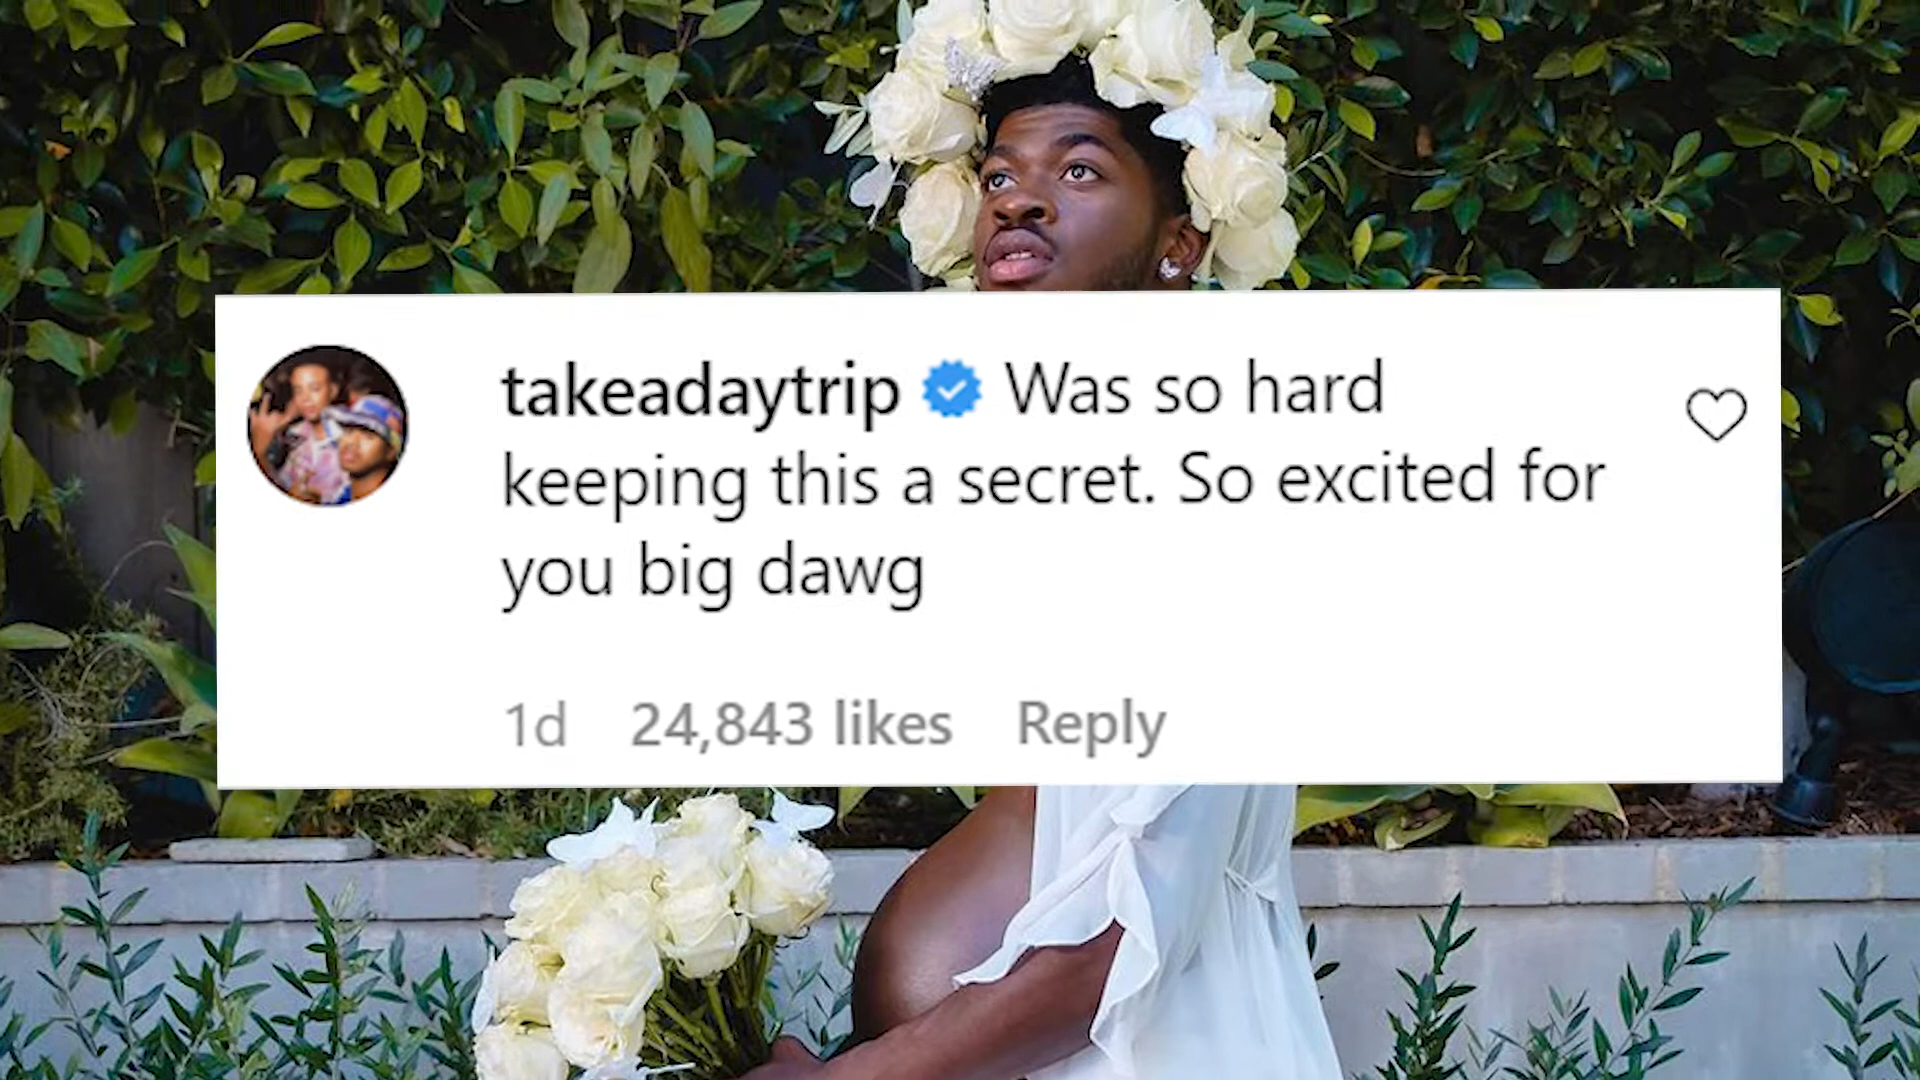 takeadaytrip Was so hard
keeping this a secret. So excited for
you big dawg
1d 24,843 likes Reply